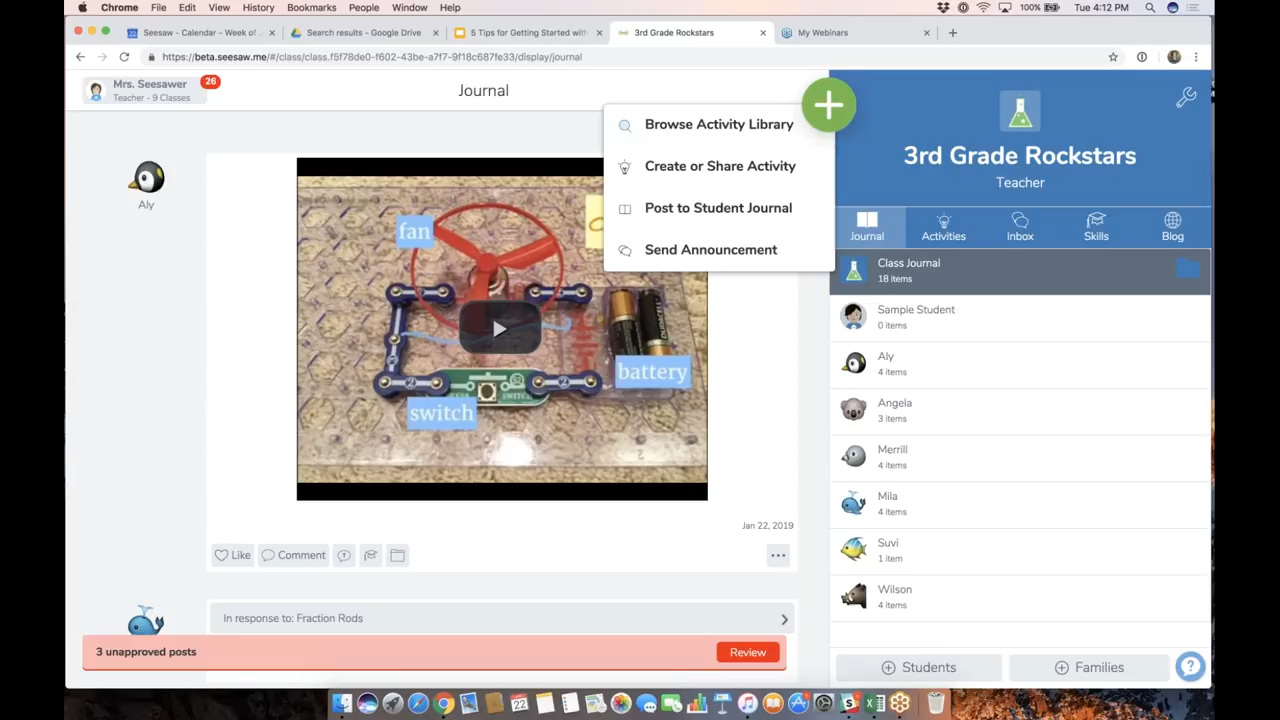 Chrome File Edit View History Bookmarks People Window Help 100% Tue 4:12 PM
Seesaw - Calendar - Week of Search results - Google Drive 5 Tips for Getting Started with 3rd Grade Rockstars My Webinars
https://beta.seesaw.me/#/class/class.f5f78de0-f602-43be-a7f7-9f18c687fe33/display/journal
Mrs. Seesawer 26
Teacher - 9 Classes
Journal
Browse Activity Library
Create or Share Activity
Post to Student Journal
Send Announcement
Aly
fan
battery
switch
Jan 22, 2019
Like Comment
In response to: Fraction Rods
3 unapproved posts Review
3rd Grade Rockstars
Teacher
Journal Activities Inbox Skills Blog
Class Journal
18 items
Sample Student
0 items
Aly
4 items
Angela
3 items
Merrill
4 items
Mila
4 items
Suvi
1 item
Wilson
4 items
Students Families ?
22